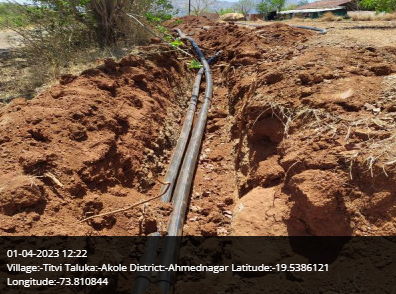 01-04-2023 12:22
Village:-Titvi Taluka:-Akole District:-Ahmednagar Latitude:-19.5386121
Longitude:-73.810844